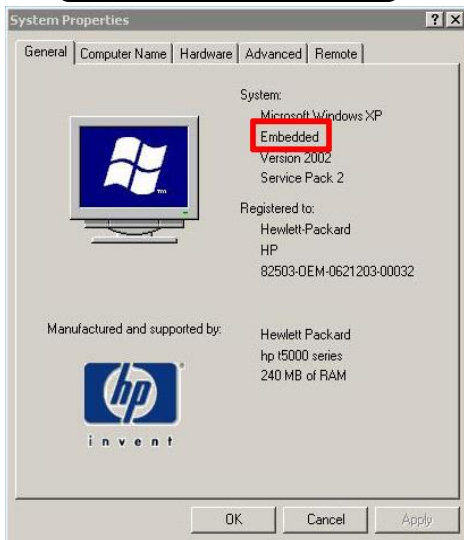 System Properties
General
Computer Name
Hardware
Advanced
Remote
System:
Microsoft Windows XP
Embedded
Version 2002
Service Pack 2
Registered to:
Hewlett-Packard
HP
82503-OEM-0621203-00032
Manufactured and supported by:
Hewlett Packard
hp t5000 series
240 MB of RAM
hp
invent
OK
Cancel
Apply